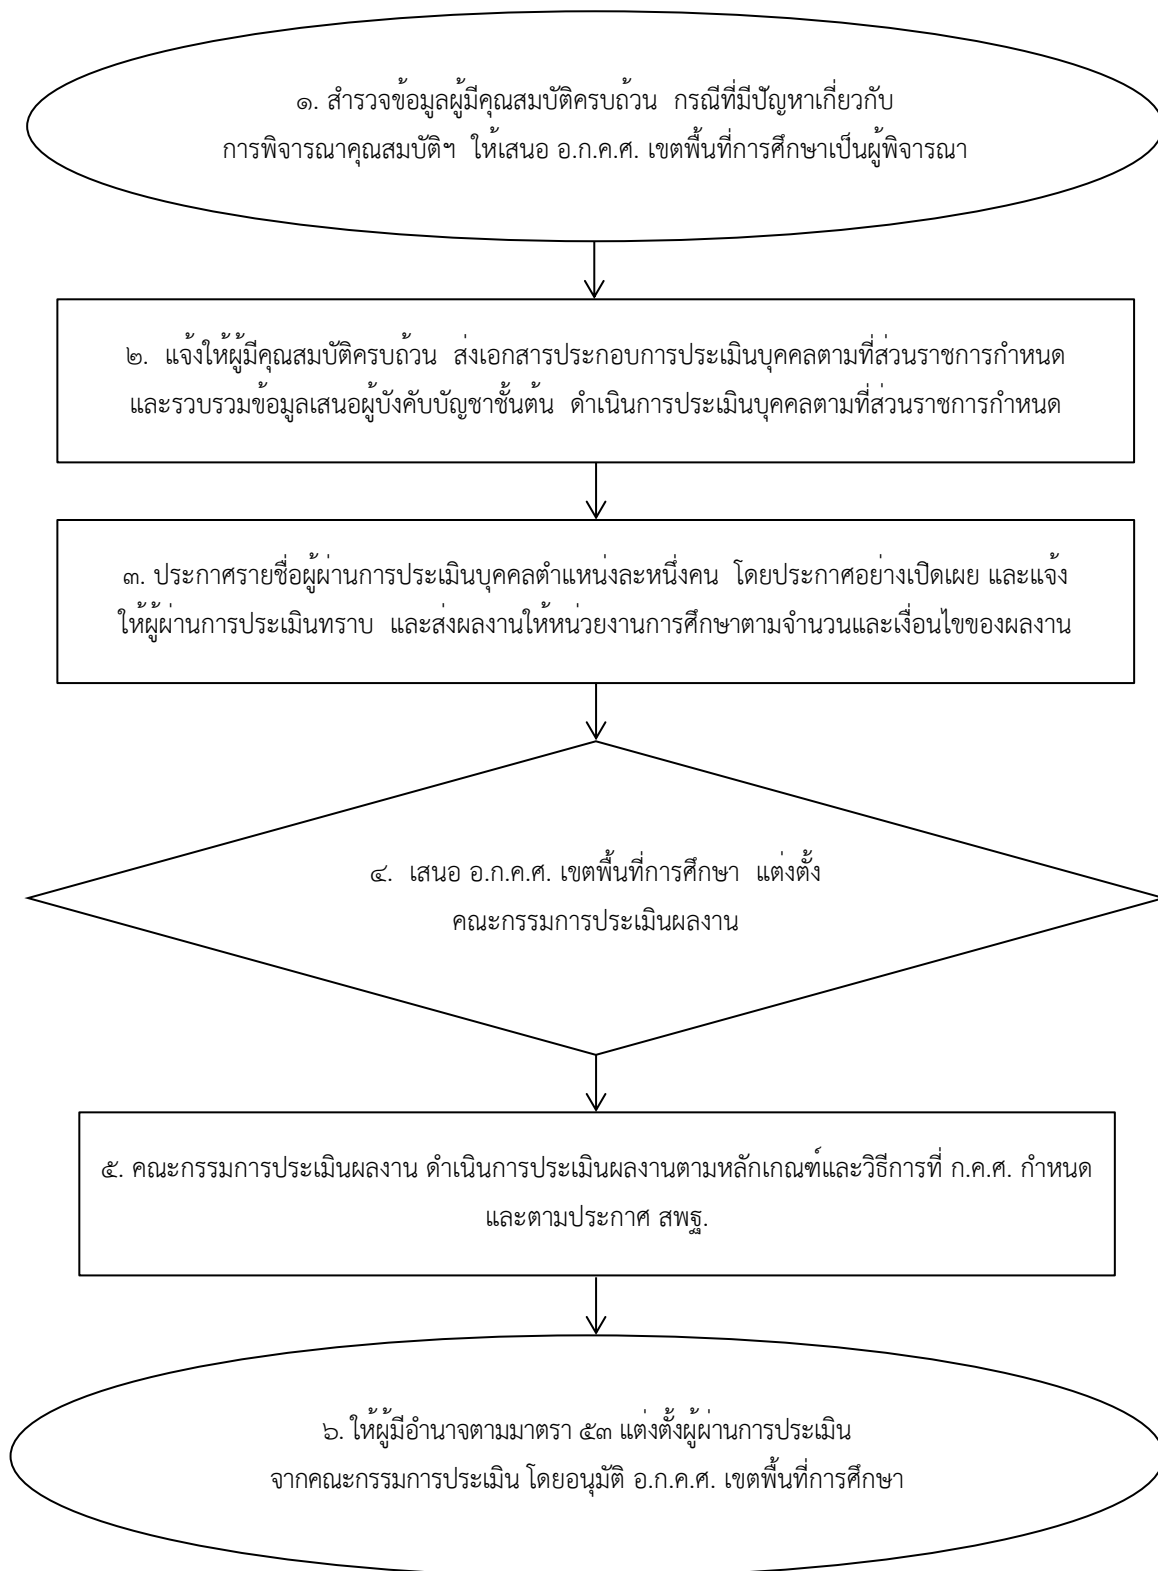 ๑. สำรวจข้อมูลผู้มีคุณสมบัติครบถ้วน กรณีที่มีปัญหาเกี่ยวกับ
การพิจารณาคุณสมบัติฯ ให้เสนอ อ.ก.ค.ศ. เขตพื้นที่การศึกษาเป็นผู้พิจารณา
๒. แจ้งให้ผู้มีคุณสมบัติครบถ้วน ส่งเอกสารประกอบการประเมินบุคคลตามที่ส่วนราชการกำหนด
และรวบรวมข้อมูลเสนอผู้บังคับบัญชาชั้นต้น ดำเนินการประเมินบุคคลตามที่ส่วนราชการกำหนด
๓. ประกาศรายชื่อผู้ผ่านการประเมินบุคคลตำแหน่งละหนึ่งคน โดยประกาศอย่างเปิดเผย และแจ้ง
ให้ผู้ผ่านการประเมินทราบ และส่งผลงานให้หน่วยงานการศึกษาตามจำนวนและเงื่อนไขของผลงาน
๔. เสนอ อ.ก.ค.ศ. เขตพื้นที่การศึกษา แต่งตั้ง
คณะกรรมการประเมินผลงาน
๕. คณะกรรมการประเมินผลงาน ดำเนินการประเมินผลงานตามหลักเกณฑ์และวิธีการที่ ก.ค.ศ. กำหนด
และตามประกาศ สพฐ.
๖. ให้ผู้มีอำนาจตามมาตรา ๕๓ แต่งตั้งผู้ผ่านการประเมิน
จากคณะกรรมการประเมิน โดยอนุมัติ อ.ก.ค.ศ. เขตพื้นที่การศึกษา